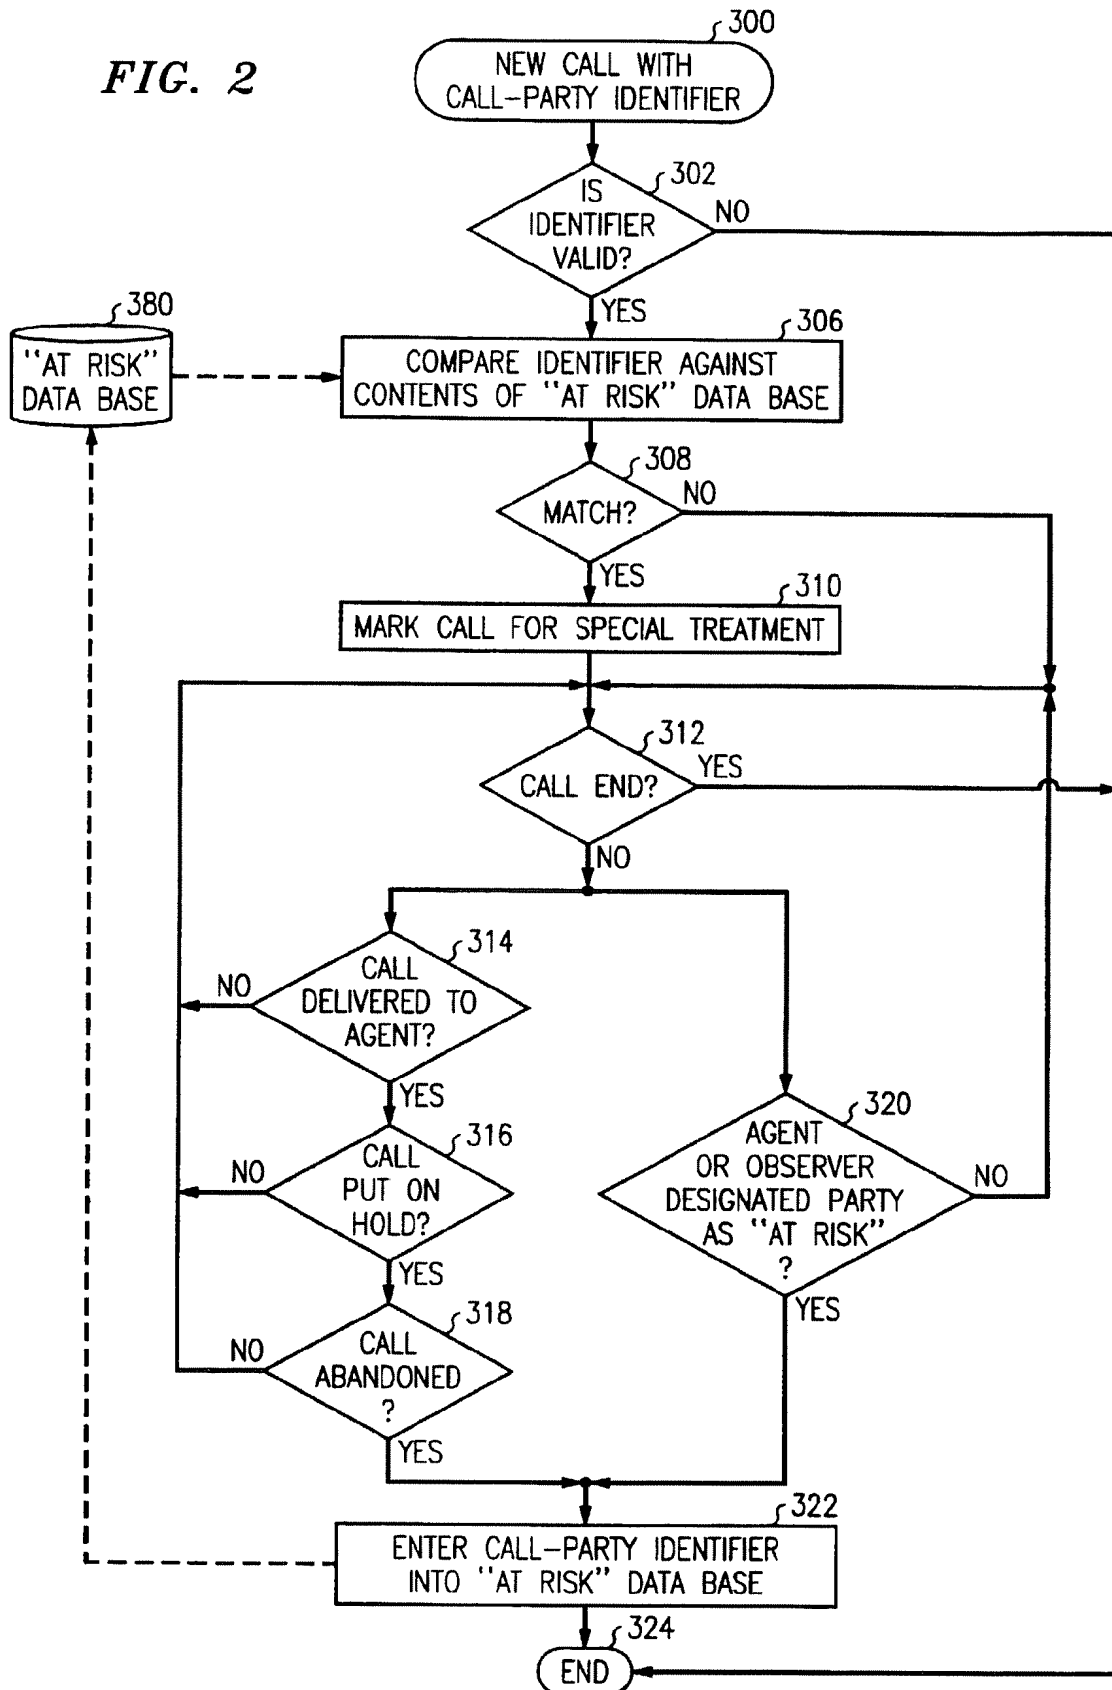 FIG. 2
300
NEW CALL WITH
CALL-PARTY IDENTIFIER
302
IS
IDENTIFIER
VALID?
NO
YES
380
"AT RISK"
DATA BASE
306
COMPARE IDENTIFIER AGAINST
CONTENTS OF "AT RISK" DATA BASE
308
MATCH?
NO
YES
310
MARK CALL FOR SPECIAL TREATMENT
312
CALL END?
YES
NO
314
CALL
DELIVERED TO
AGENT?
NO
YES
316
CALL
PUT ON
HOLD?
NO
YES
318
CALL
ABANDONED
?
NO
YES
320
AGENT
OR OBSERVER
DESIGNATED PARTY
AS "AT RISK"
?
NO
YES
322
ENTER CALL-PARTY IDENTIFIER
INTO "AT RISK" DATA BASE
324
END